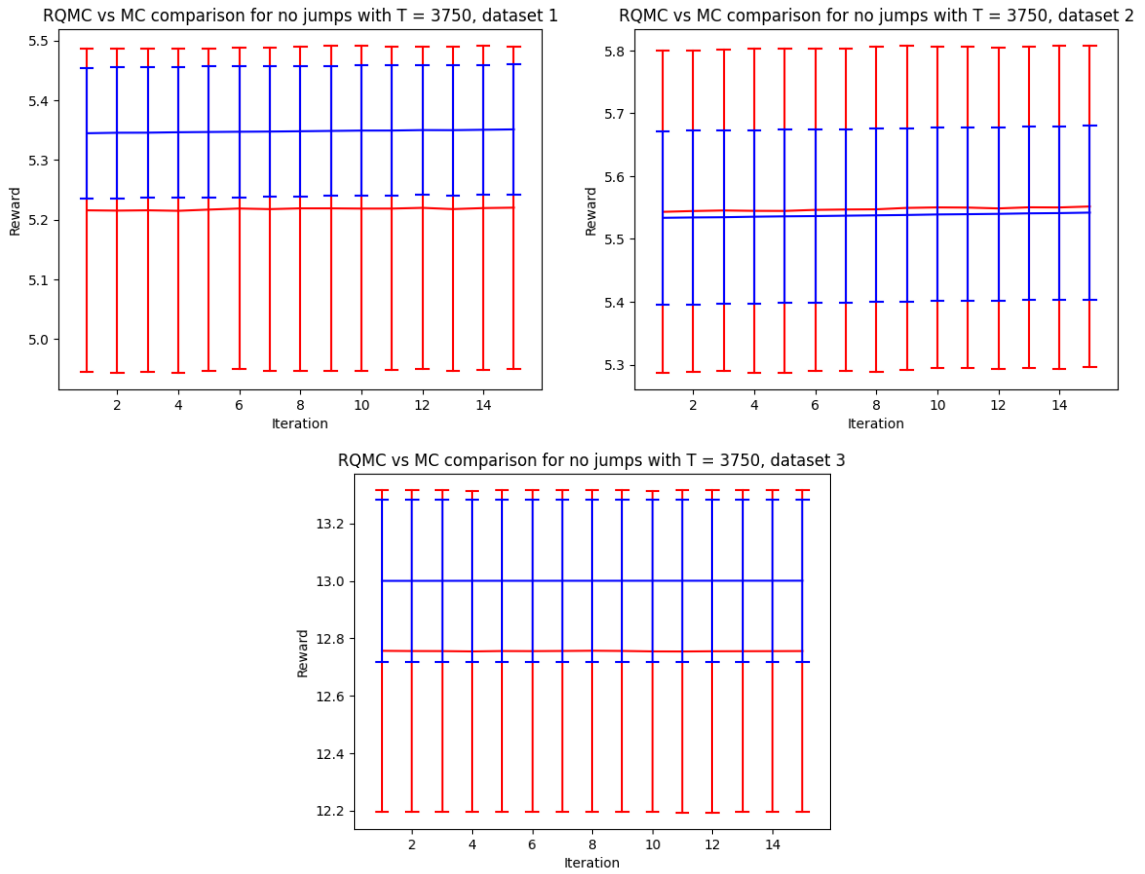 RQMC vs MC comparison for no jumps with T = 3750, dataset 1
5.5
5.4
5.3
5.2
5.1
5.0
Reward
2 4 6 8 10 12 14
Iteration
RQMC vs MC comparison for no jumps with T = 3750, dataset 2
5.8
5.7
5.6
5.5
5.4
5.3
Reward
2 4 6 8 10 12 14
Iteration
RQMC vs MC comparison for no jumps with T = 3750, dataset 3
13.2
13.0
12.8
12.6
12.4
12.2
Reward
2 4 6 8 10 12 14
Iteration